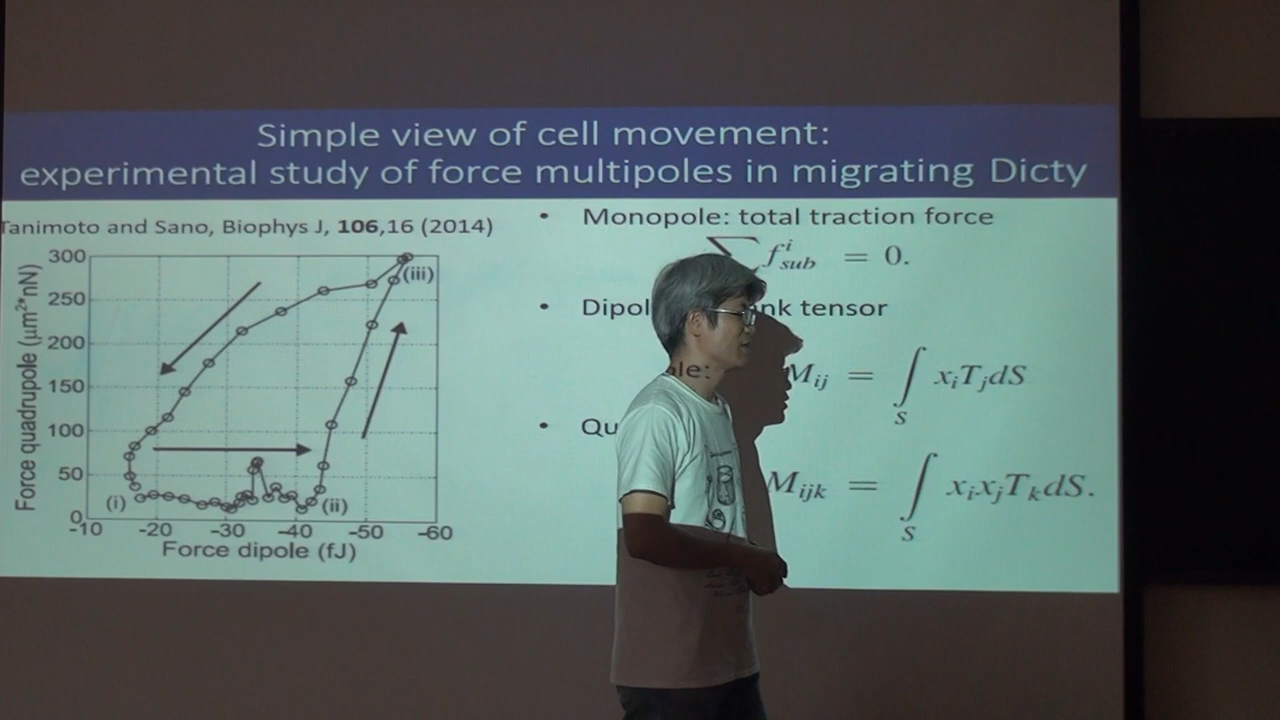 Simple view of cell movement:
experimental study of force multipoles in migrating Dicty
Tanimoto and Sano, Biophys J, 106,16 (2014)
Force quadrupole (μm²*nN)
300
250
200
150
100
50
0
(iii)
(i)
(ii)
-10 -20 -30 -40 -50 -60
Force dipole (fJ)
• Monopole: total traction force
∑ f^i_sub = 0.
• Dipol nk tensor
ole:
M_ij = ∫_S x_i T_j dS
• Qu
M_ijk = ∫_S x_i x_j T_k dS.